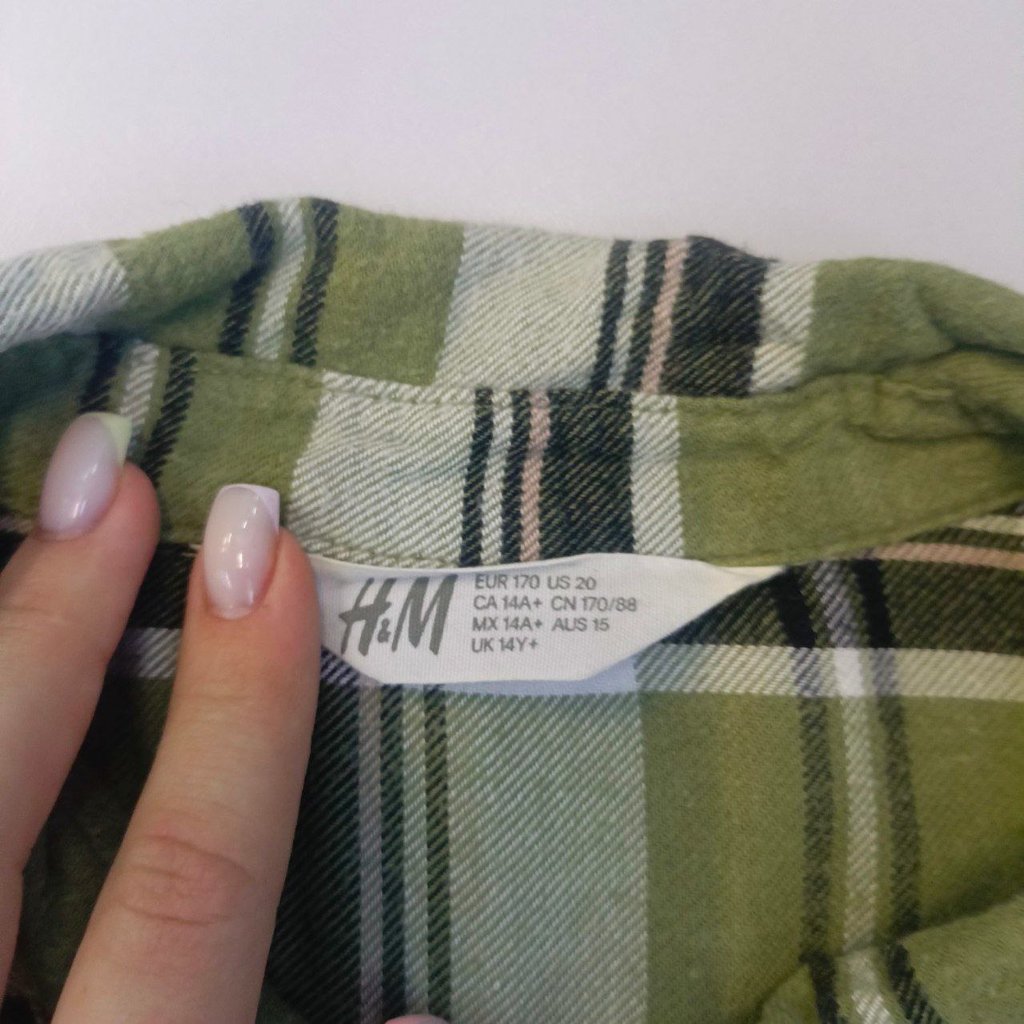 H&M
EUR 170 US 20
CA 14A+ CN 170/88
MX 14A+ AUS 15
UK 14Y+